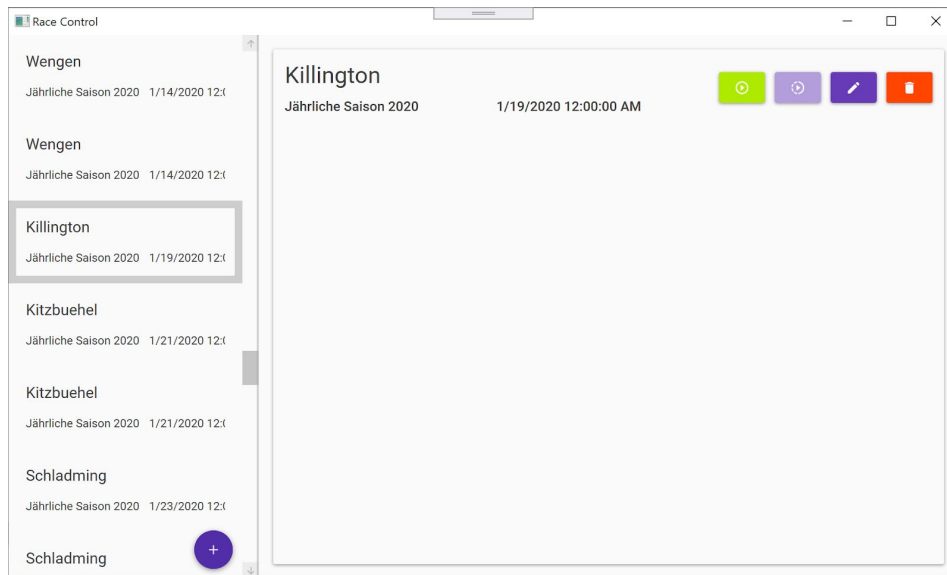 Race Control
Wengen
Jährliche Saison 2020 1/14/2020 12:(
Wengen
Jährliche Saison 2020 1/14/2020 12:(
Killington
Jährliche Saison 2020 1/19/2020 12:(
Kitzbuehel
Jährliche Saison 2020 1/21/2020 12:(
Kitzbuehel
Jährliche Saison 2020 1/21/2020 12:(
Schladming
Jährliche Saison 2020 1/23/2020 12:(
Schladming
Killington
Jährliche Saison 2020 1/19/2020 12:00:00 AM